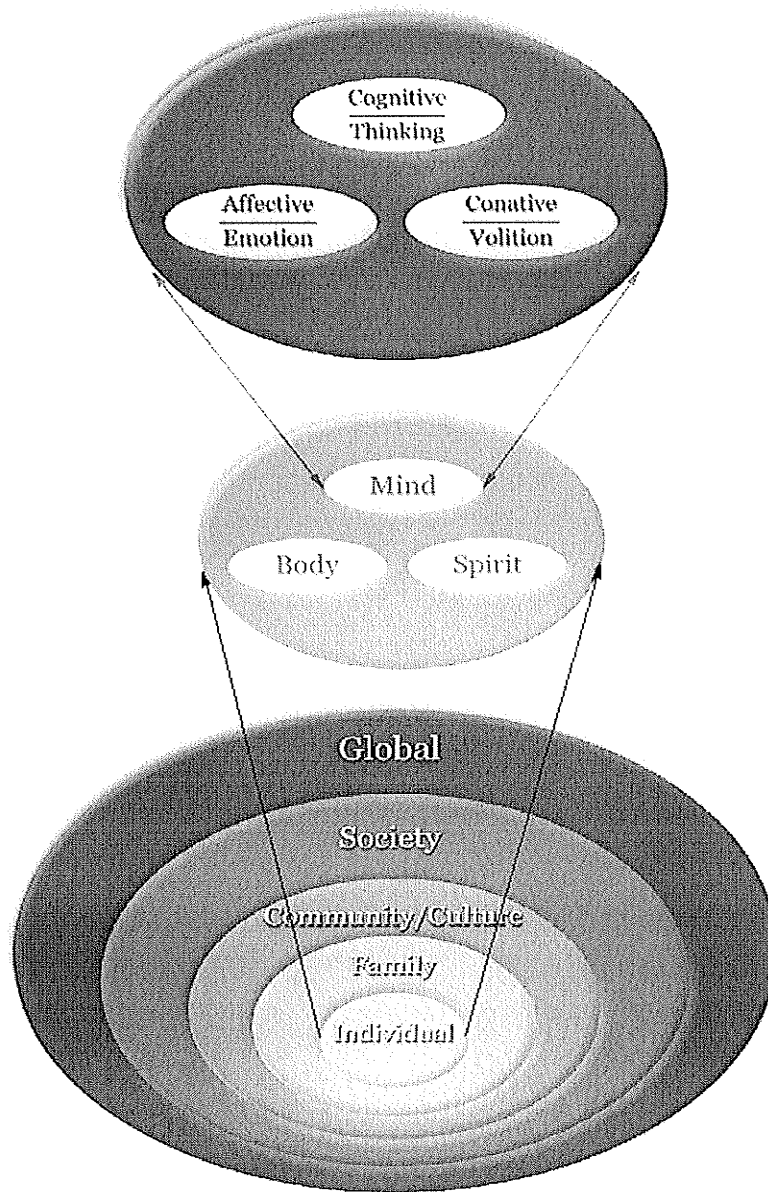 Cognitive
Thinking
Affective
Emotion
Conative
Volition
Mind
Body
Spirit
Global
Society
Community/Culture
Family
Individual